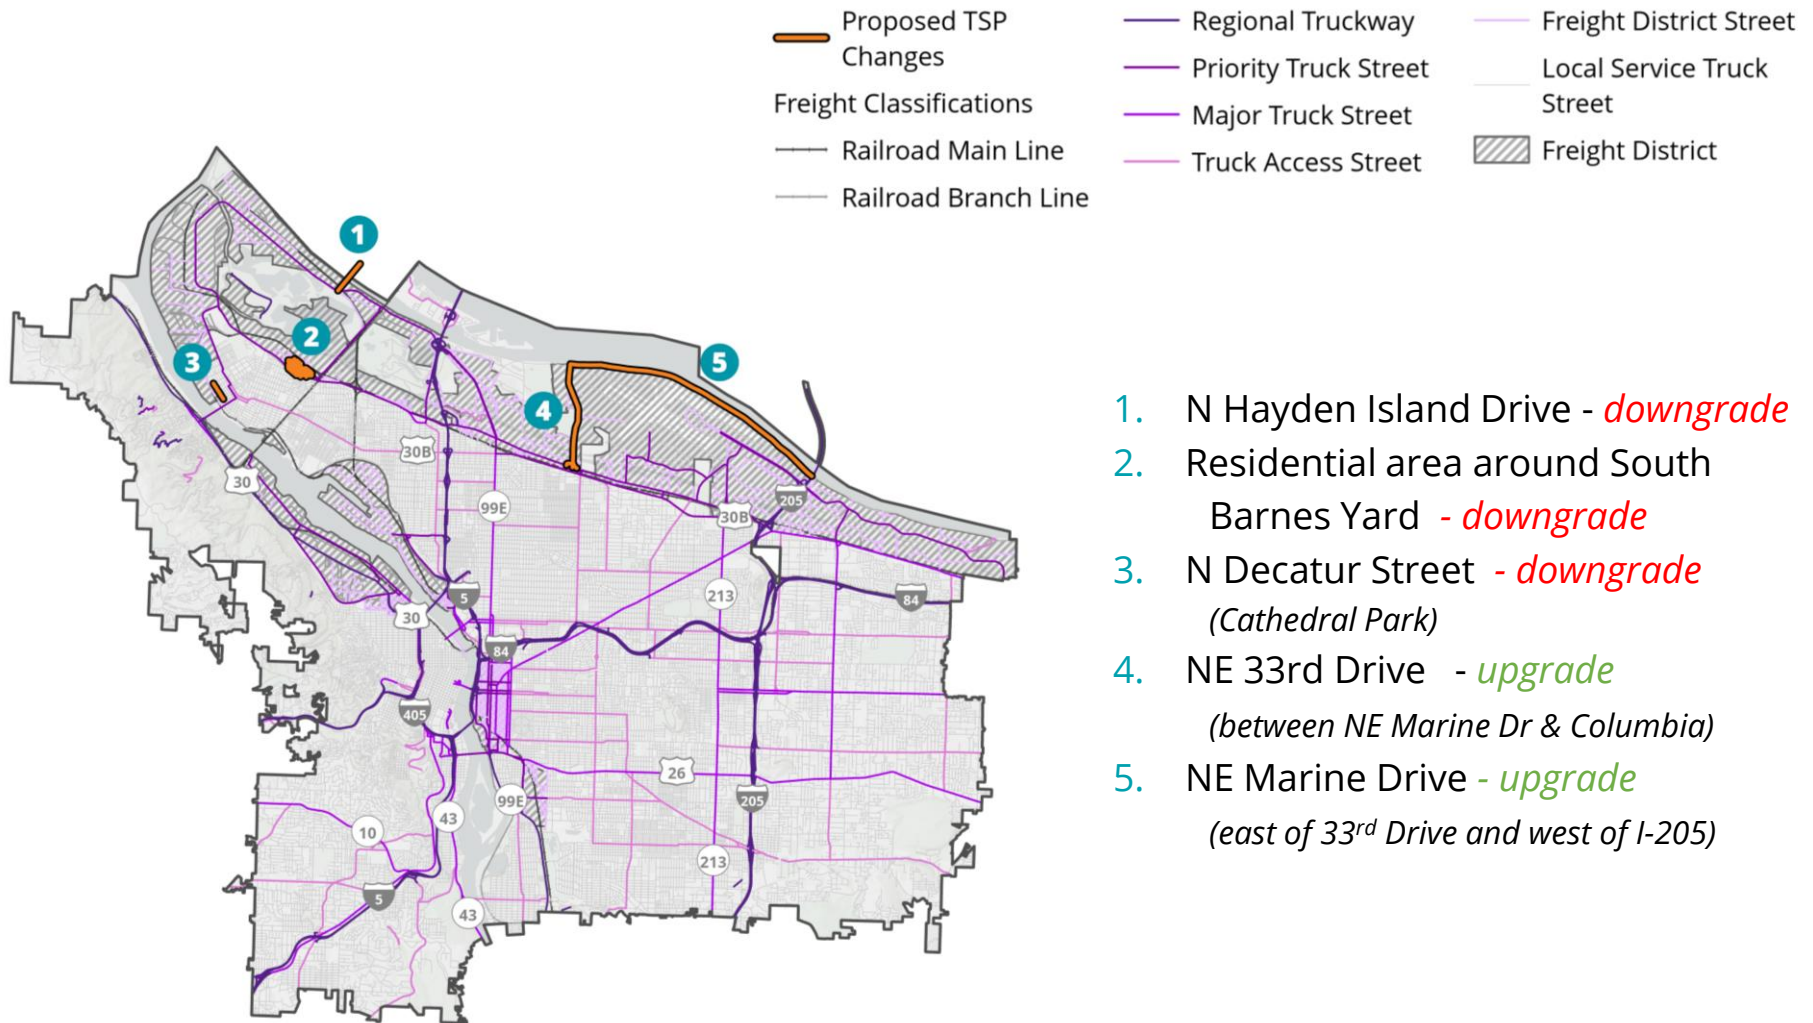 Proposed TSP
Changes
Freight Classifications
Railroad Main Line
Railroad Branch Line
Regional Truckway
Priority Truck Street
Major Truck Street
Truck Access Street
Freight District Street
Local Service Truck
Street
Freight District
1
2
3
5
4
30B
30
99E
205
30B
5
213
84
30
84
405
26
205
99E
43
10
213
5
43
1. N Hayden Island Drive - downgrade
2. Residential area around South
Barnes Yard - downgrade
3. N Decatur Street - downgrade
(Cathedral Park)
4. NE 33rd Drive - upgrade
(between NE Marine Dr & Columbia)
5. NE Marine Drive - upgrade
(east of 33rd Drive and west of I-205)